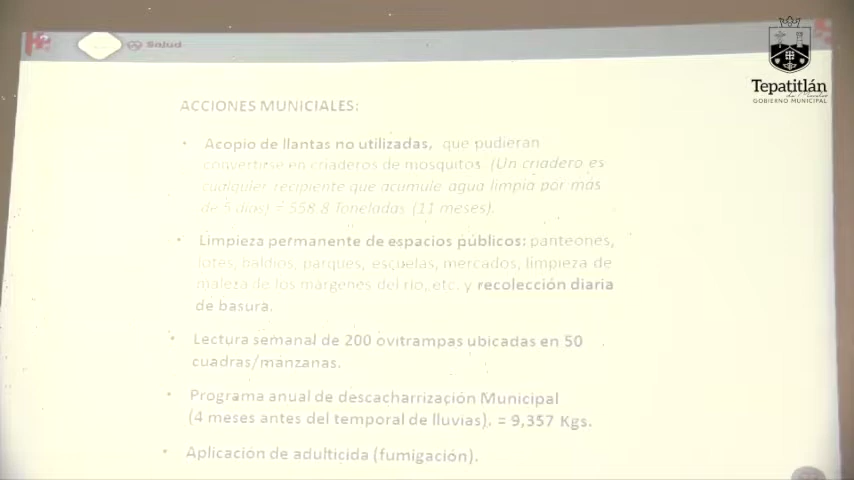 Salud
Tepatitlán
de Morelos
GOBIERNO MUNICIPAL
ACCIONES MUNICIALES:
• Acopio de llantas no utilizadas, que pudieran
convertirse en criaderos de mosquitos. (Un criadero es
cualquier recipiente que acumule agua limpia por más
de 5 días) = 558.8 Toneladas (11 meses).
• Limpieza permanente de espacios públicos: panteones,
lotes, baldíos, parques, escuelas, mercados, limpieza de
maleza de los márgenes del río, etc. y recolección diaria
de basura.
• Lectura semanal de 200 ovitrampas ubicadas en 50
cuadras/manzanas.
• Programa anual de descacharrización Municipal
(4 meses antes del temporal de lluvias). = 9,357 Kgs.
• Aplicación de adulticida (fumigación).